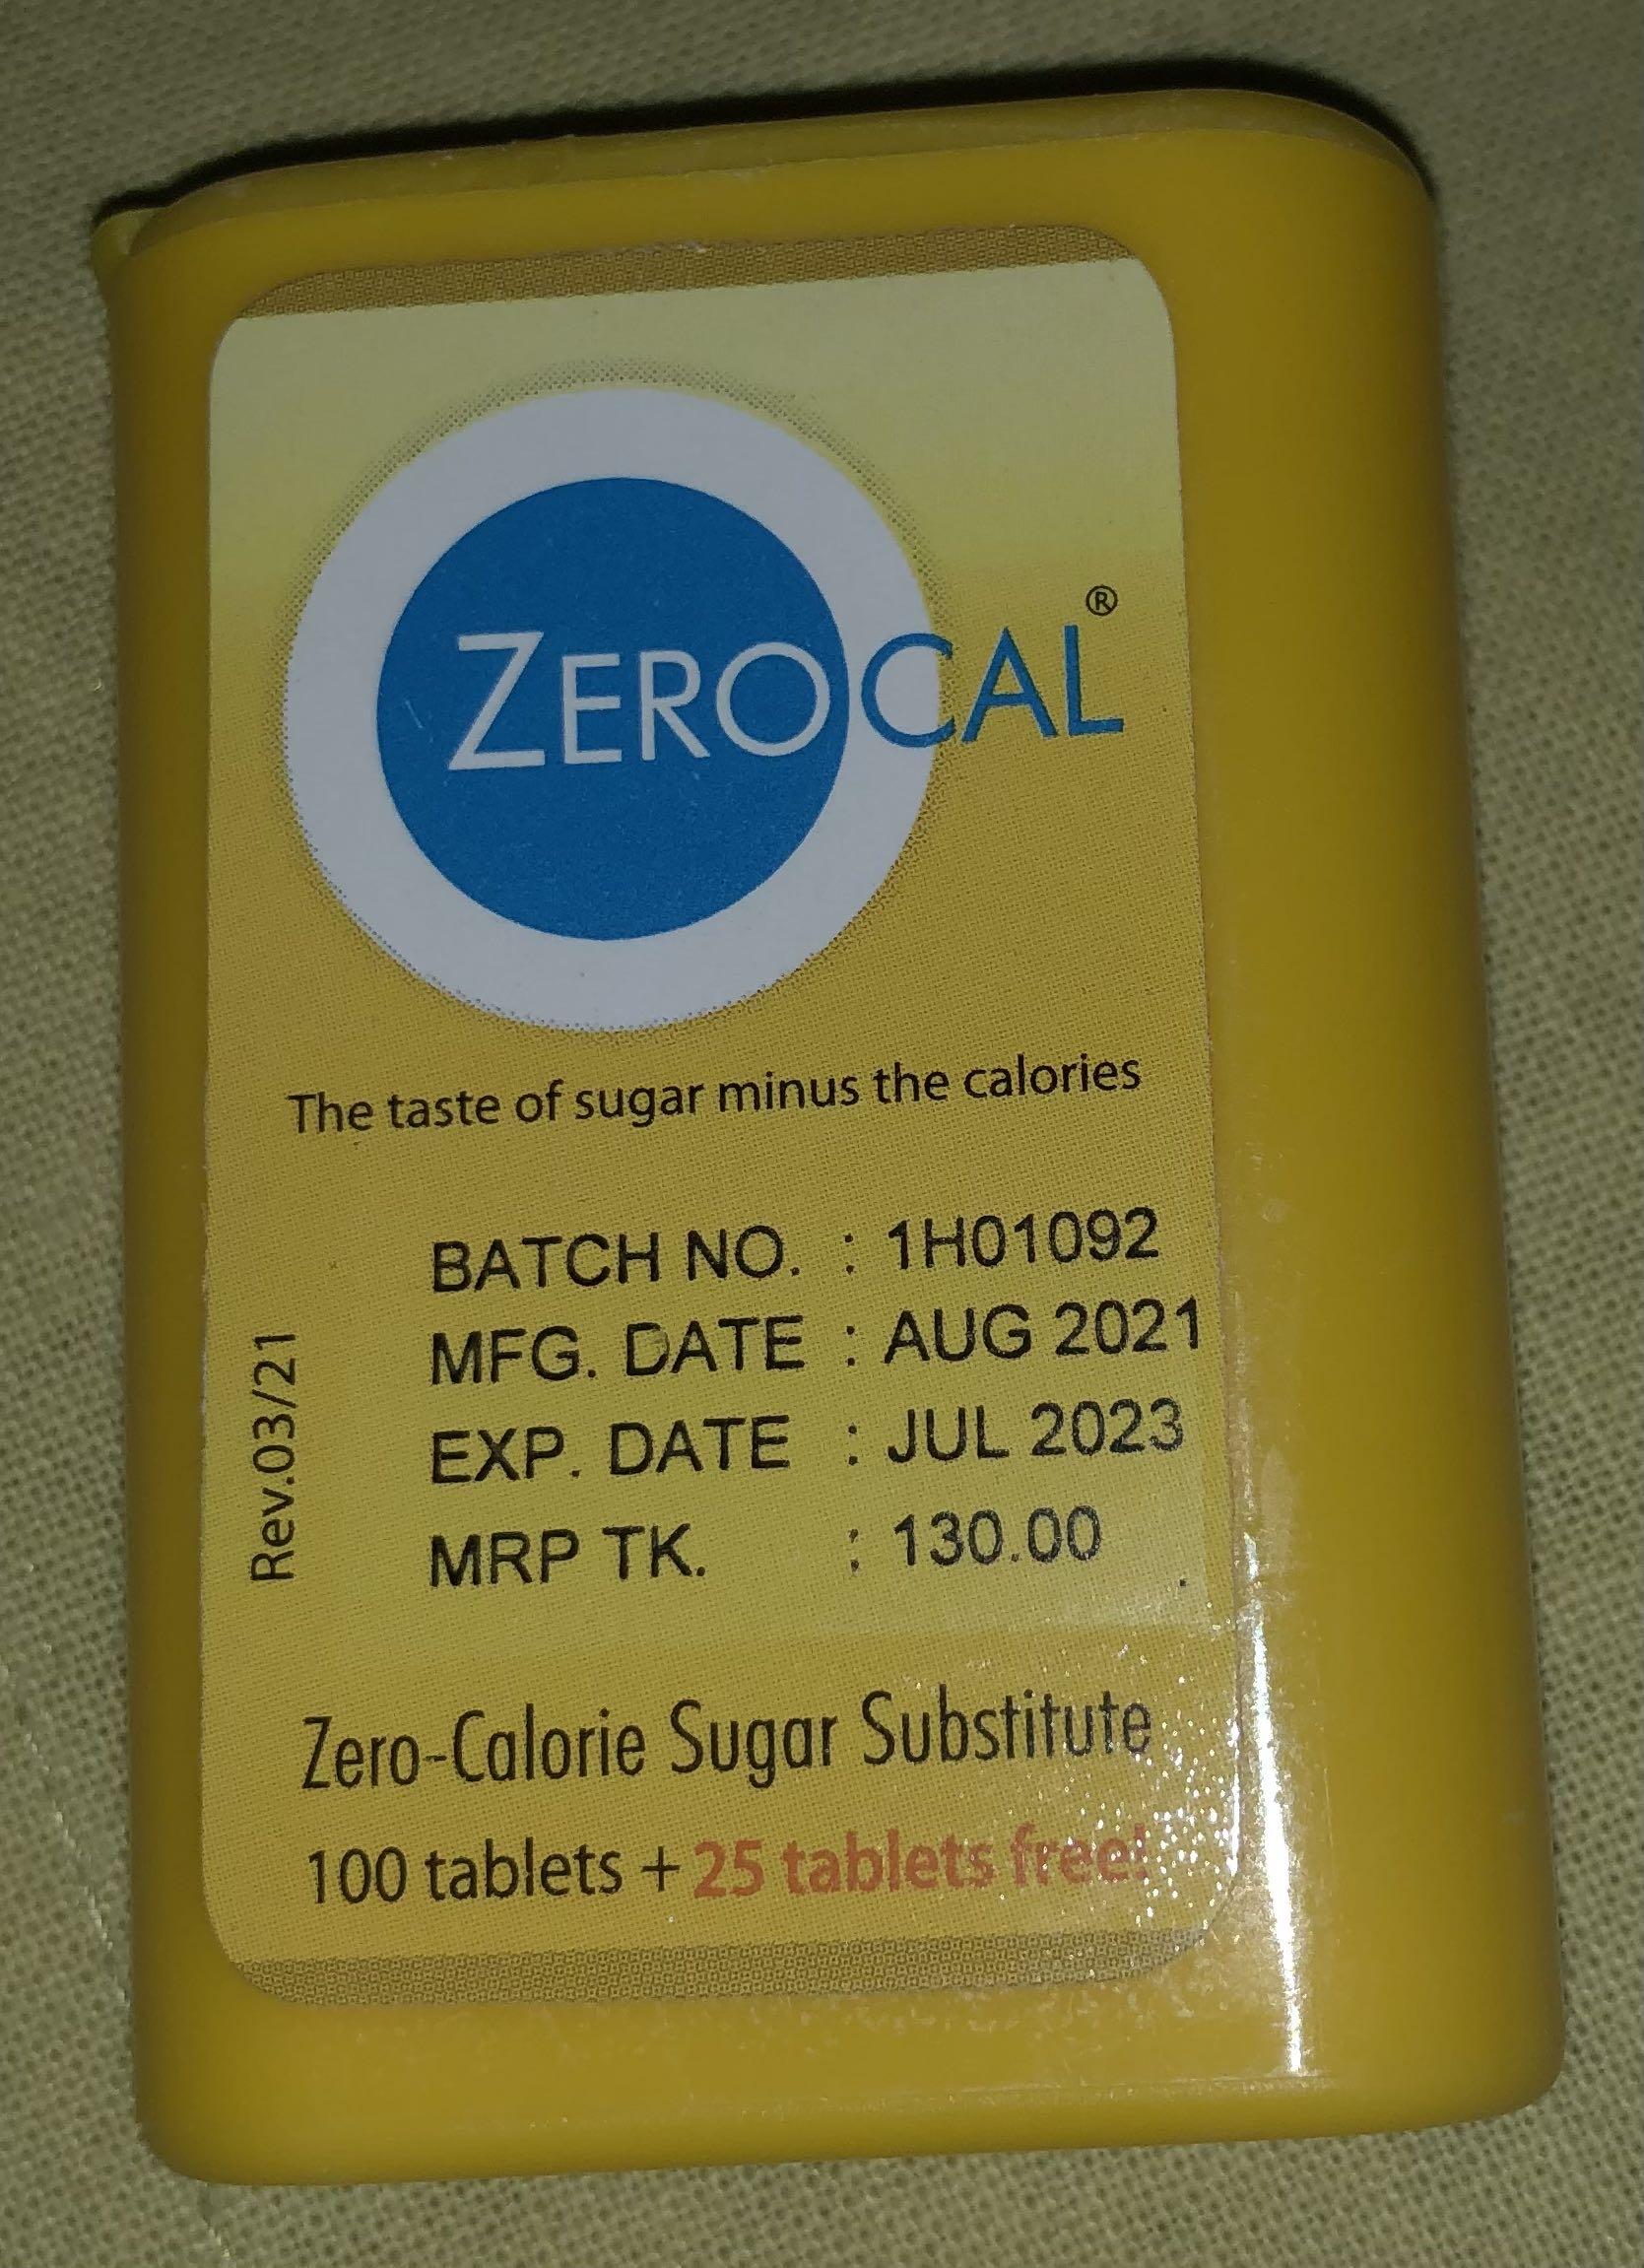 ZEROCAL®
The taste of sugar minus the calories
BATCH NO. : 1H01092
MFG. DATE : AUG 2021
EXP. DATE : JUL 2023
MRP TK. : 130.00
Rev.03/21
Zero-Calorie Sugar Substitute
100 tablets + 25 tablets free!